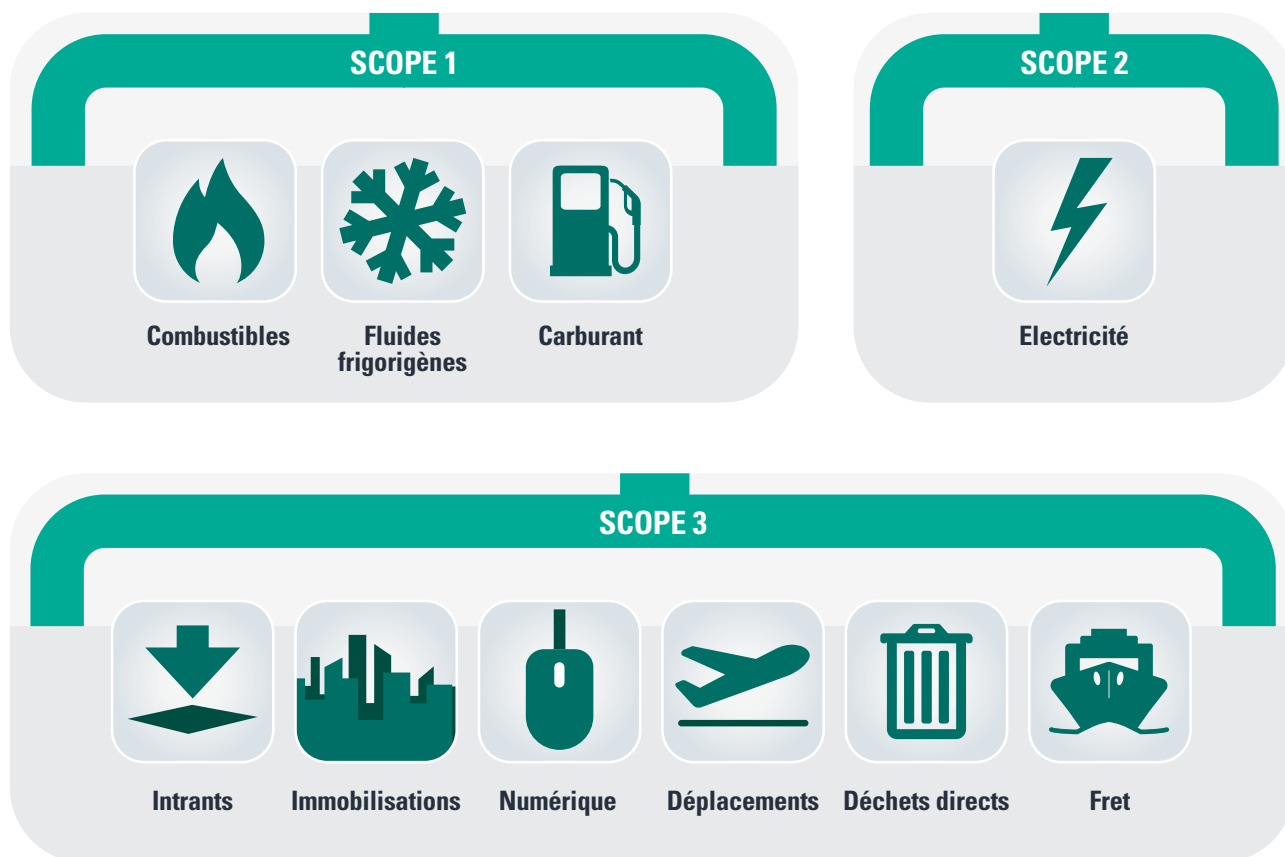 SCOPE 1
Combustibles
Fluides
frigorigènes
Carburant
SCOPE 2
Electricité
SCOPE 3
Intrants
Immobilisations
Numérique
Déplacements
Déchets directs
Fret